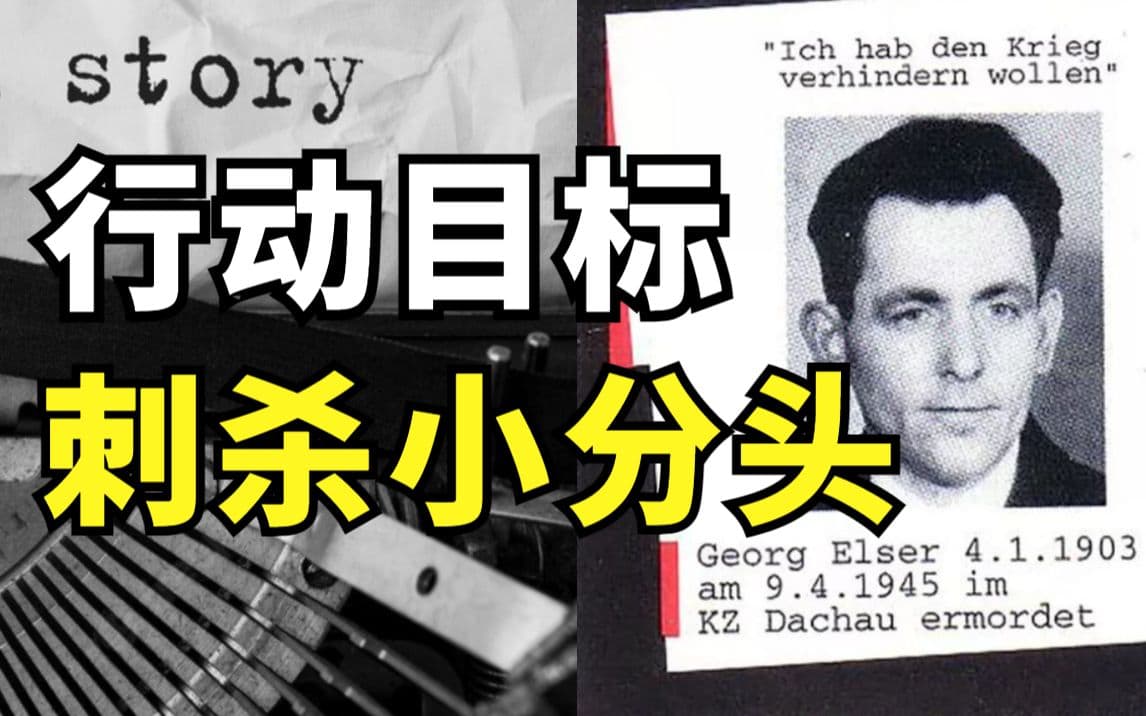 story
行动目标
刺杀小分头
"Ich hab den Krieg
verhindern wollen"
Georg Elser 4.1.1903
am 9.4.1945 im
KZ Dachau ermordet